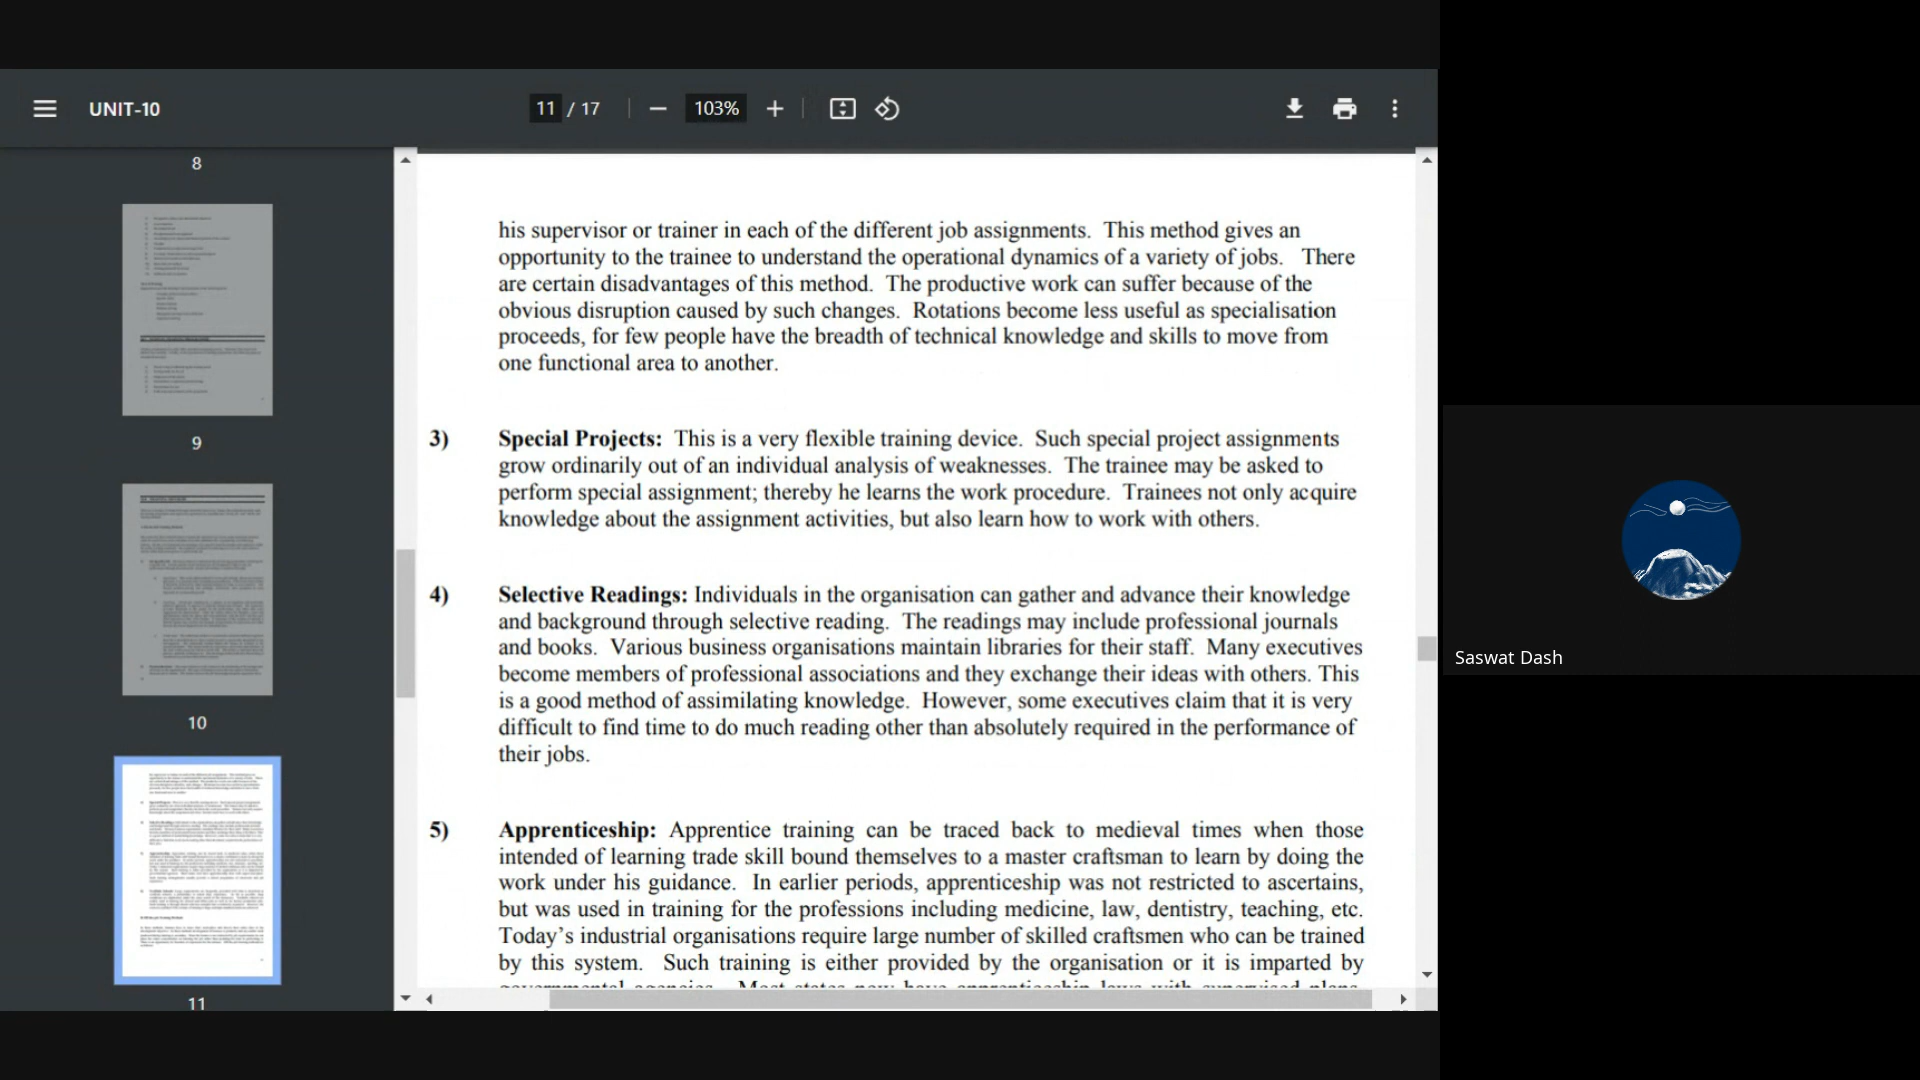 UNIT-10
11 / 17
103%
8
9
10
11
his supervisor or trainer in each of the different job assignments. This method gives an
opportunity to the trainee to understand the operational dynamics of a variety of jobs. There
are certain disadvantages of this method. The productive work can suffer because of the
obvious disruption caused by such changes. Rotations become less useful as specialisation
proceeds, for few people have the breadth of technical knowledge and skills to move from
one functional area to another.
3) Special Projects: This is a very flexible training device. Such special project assignments
grow ordinarily out of an individual analysis of weaknesses. The trainee may be asked to
perform special assignment; thereby he learns the work procedure. Trainees not only acquire
knowledge about the assignment activities, but also learn how to work with others.
4) Selective Readings: Individuals in the organisation can gather and advance their knowledge
and background through selective reading. The readings may include professional journals
and books. Various business organisations maintain libraries for their staff. Many executives
become members of professional associations and they exchange their ideas with others. This
is a good method of assimilating knowledge. However, some executives claim that it is very
difficult to find time to do much reading other than absolutely required in the performance of
their jobs.
5) Apprenticeship: Apprentice training can be traced back to medieval times when those
intended of learning trade skill bound themselves to a master craftsman to learn by doing the
work under his guidance. In earlier periods, apprenticeship was not restricted to ascertains,
but was used in training for the professions including medicine, law, dentistry, teaching, etc.
Today's industrial organisations require large number of skilled craftsmen who can be trained
by this system. Such training is either provided by the organisation or it is imparted by
governmental agencies. Most states now have apprenticeship laws with supervised plans
Saswat Dash